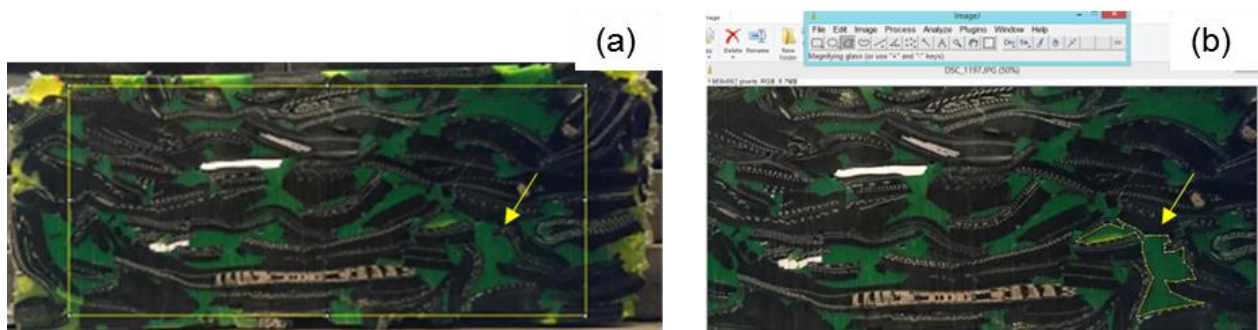 (a)
ImageJ
File Edit Image Process Analyze Plugins Window Help
Delete Rename New folder
Magnifying glass (or use "+" and "-" keys)
DSC_1197.JPG (50%)
(b)